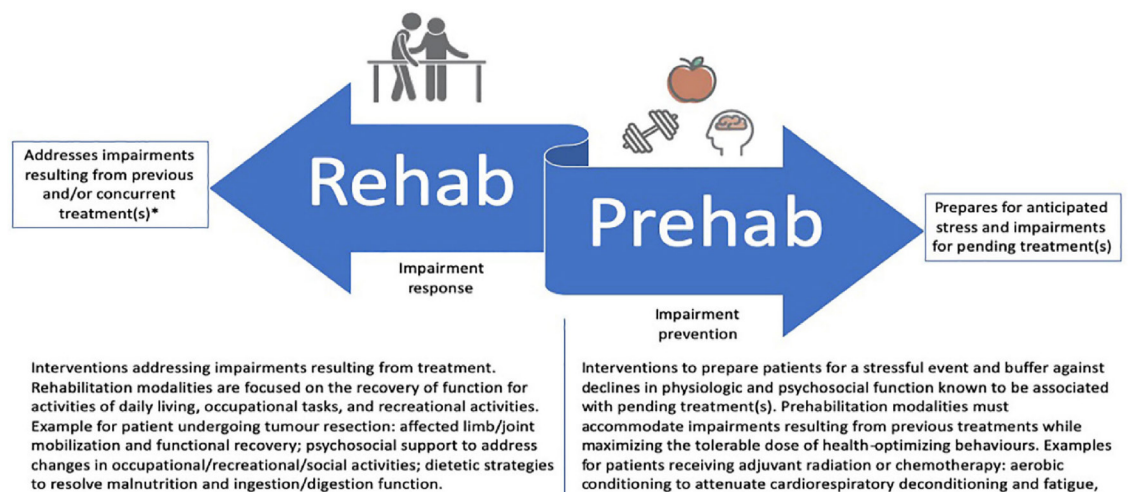 Addresses impairments
resulting from previous
and/or concurrent
treatment(s)*
Rehab
Prehab
Prepares for anticipated
stress and impairments
for pending treatment(s)
Impairment
response
Impairment
prevention
Interventions addressing impairments resulting from treatment.
Rehabilitation modalities are focused on the recovery of function for
activities of daily living, occupational tasks, and recreational activities.
Example for patient undergoing tumour resection: affected limb/joint
mobilization and functional recovery; psychosocial support to address
changes in occupational/recreational/social activities; dietetic strategies
to resolve malnutrition and ingestion/digestion function.
Interventions to prepare patients for a stressful event and buffer against
declines in physiologic and psychosocial function known to be associated
with pending treatment(s). Prehabilitation modalities must
accommodate impairments resulting from previous treatments while
maximizing the tolerable dose of health-optimizing behaviours. Examples
for patients receiving adjuvant radiation or chemotherapy: aerobic
conditioning to attenuate cardiorespiratory deconditioning and fatigue,